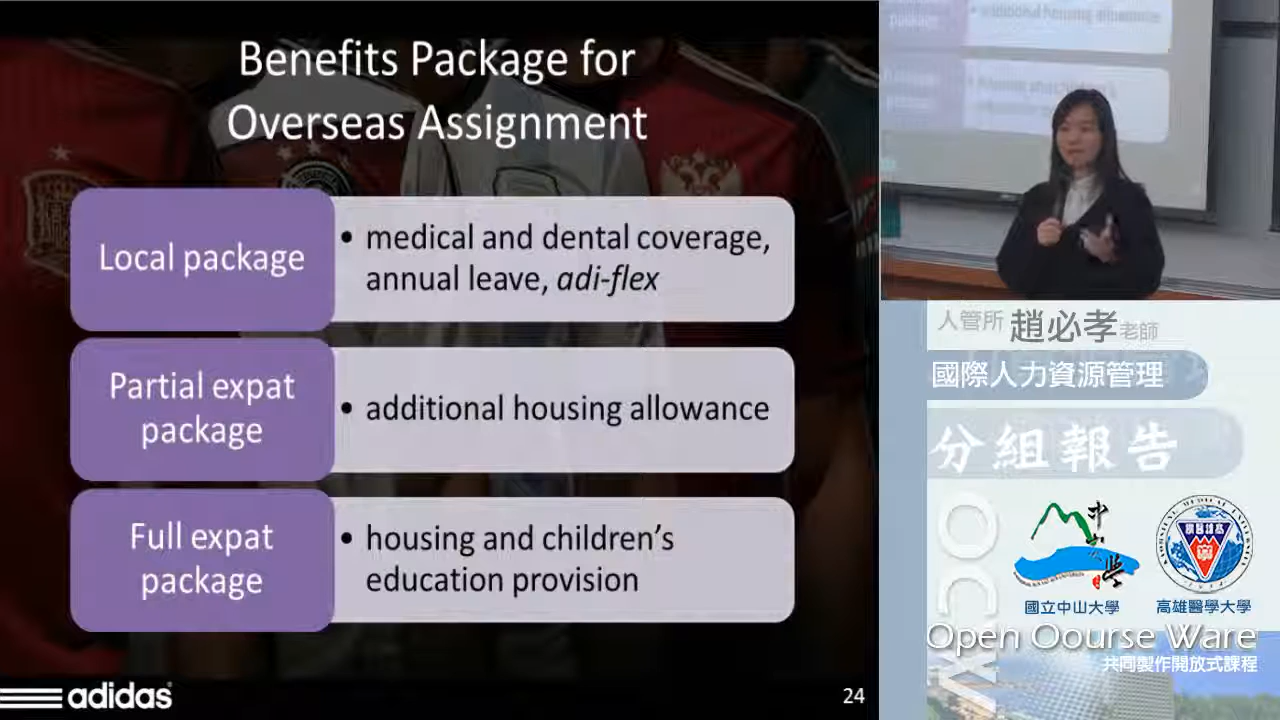 Benefits Package for
Overseas Assignment
Local package
• medical and dental coverage,
annual leave, adi-flex
Partial expat
package
• additional housing allowance
Full expat
package
• housing and children's
education provision
adidas
24
additional housing allowance
人管所 趙必孝老師
國際人力資源管理
分組報告
OCW
國立中山大學
高雄醫學大學
Open Oourse Ware
共同製作開放式課程